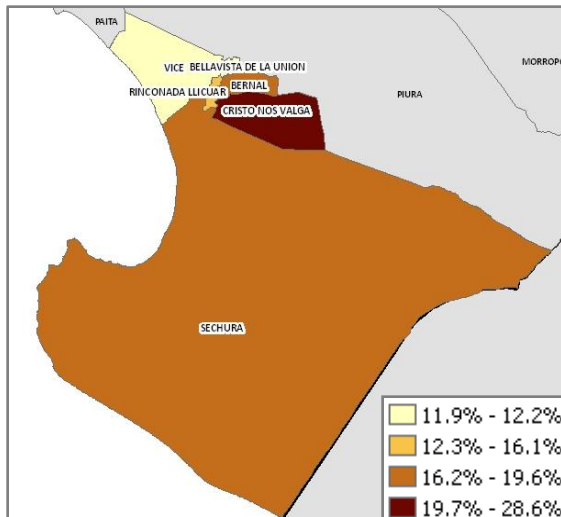 PAITA
MORROPO
VICE
BELLAVISTA DE LA UNION
RINCONADA LLICUAR
BERNAL
PIURA
CRISTO NOS VALGA
SECHURA
11.9% - 12.2%
12.3% - 16.1%
16.2% - 19.6%
19.7% - 28.6%